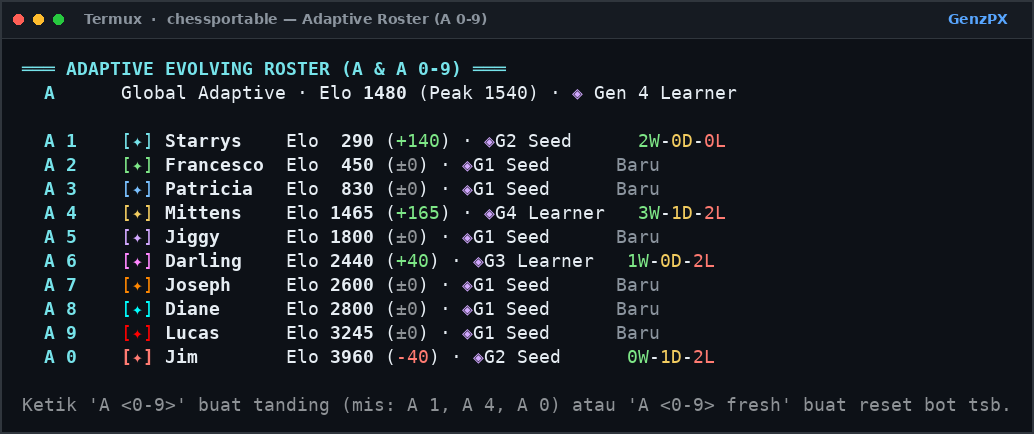 Termux · chessportable — Adaptive Roster (A 0-9) GenzPX
═══ ADAPTIVE EVOLVING ROSTER (A & A 0-9) ═══
A Global Adaptive · Elo 1480 (Peak 1540) · ◈ Gen 4 Learner
A 1 [✦] Starrys Elo 290 (+140) · ◈G2 Seed 2W-0D-0L
A 2 [✦] Francesco Elo 450 (±0) · ◈G1 Seed Baru
A 3 [✦] Patricia Elo 830 (±0) · ◈G1 Seed Baru
A 4 [✦] Mittens Elo 1465 (+165) · ◈G4 Learner 3W-1D-2L
A 5 [✦] Jiggy Elo 1800 (±0) · ◈G1 Seed Baru
A 6 [✦] Darling Elo 2440 (+40) · ◈G3 Learner 1W-0D-2L
A 7 [✦] Joseph Elo 2600 (±0) · ◈G1 Seed Baru
A 8 [✦] Diane Elo 2800 (±0) · ◈G1 Seed Baru
A 9 [✦] Lucas Elo 3245 (±0) · ◈G1 Seed Baru
A 0 [✦] Jim Elo 3960 (-40) · ◈G2 Seed 0W-1D-2L
Ketik 'A <0-9>' buat tanding (mis: A 1, A 4, A 0) atau 'A <0-9> fresh' buat reset bot tsb.